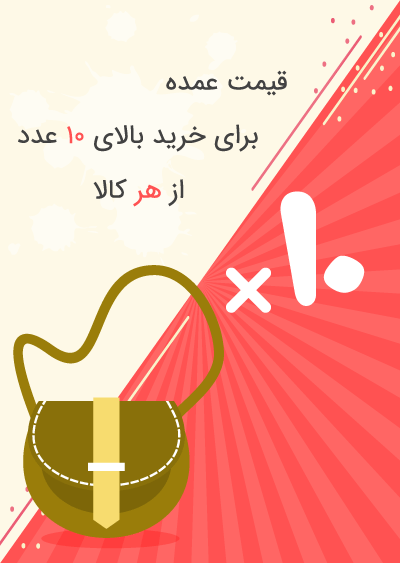 قیمت عمده
برای خرید بالای ۱۰ عدد
از هر کالا
×۱۰